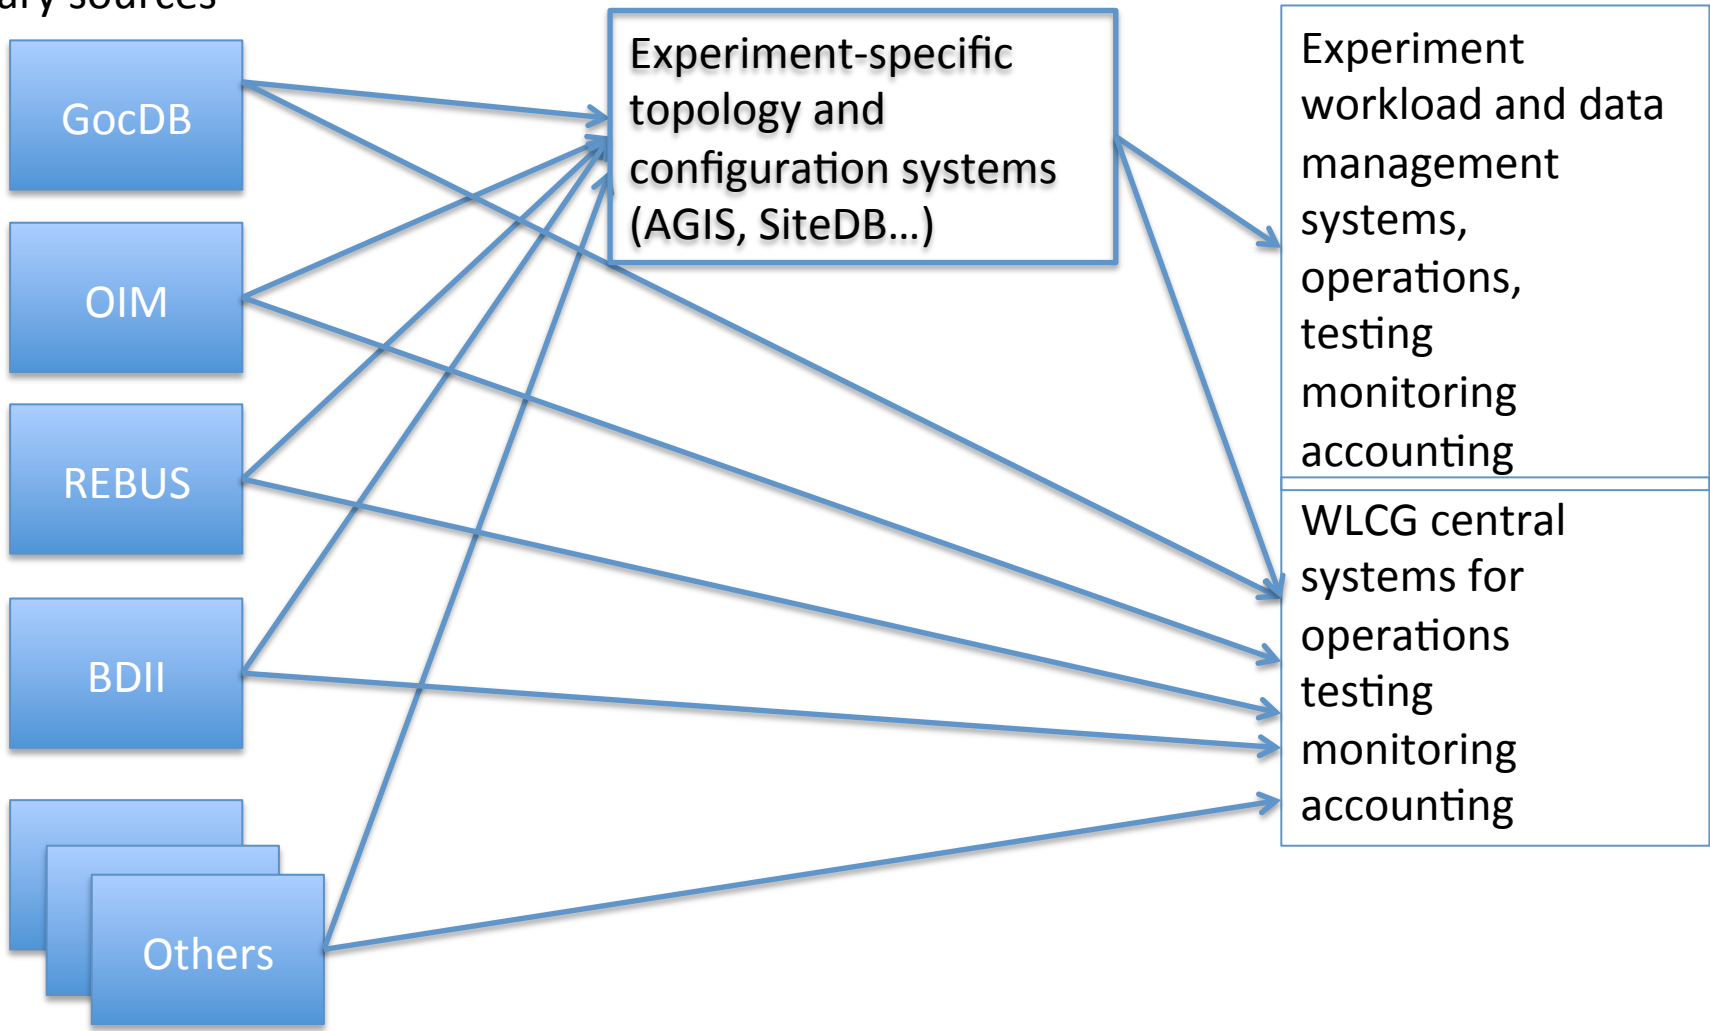 sources
GocDB
OIM
REBUS
BDII
Others
Experiment-specific
topology and
configuration systems
(AGIS, SiteDB...)
Experiment
workload and data
management
systems,
operations,
testing
monitoring
accounting
WLCG central
systems for
operations
testing
monitoring
accounting